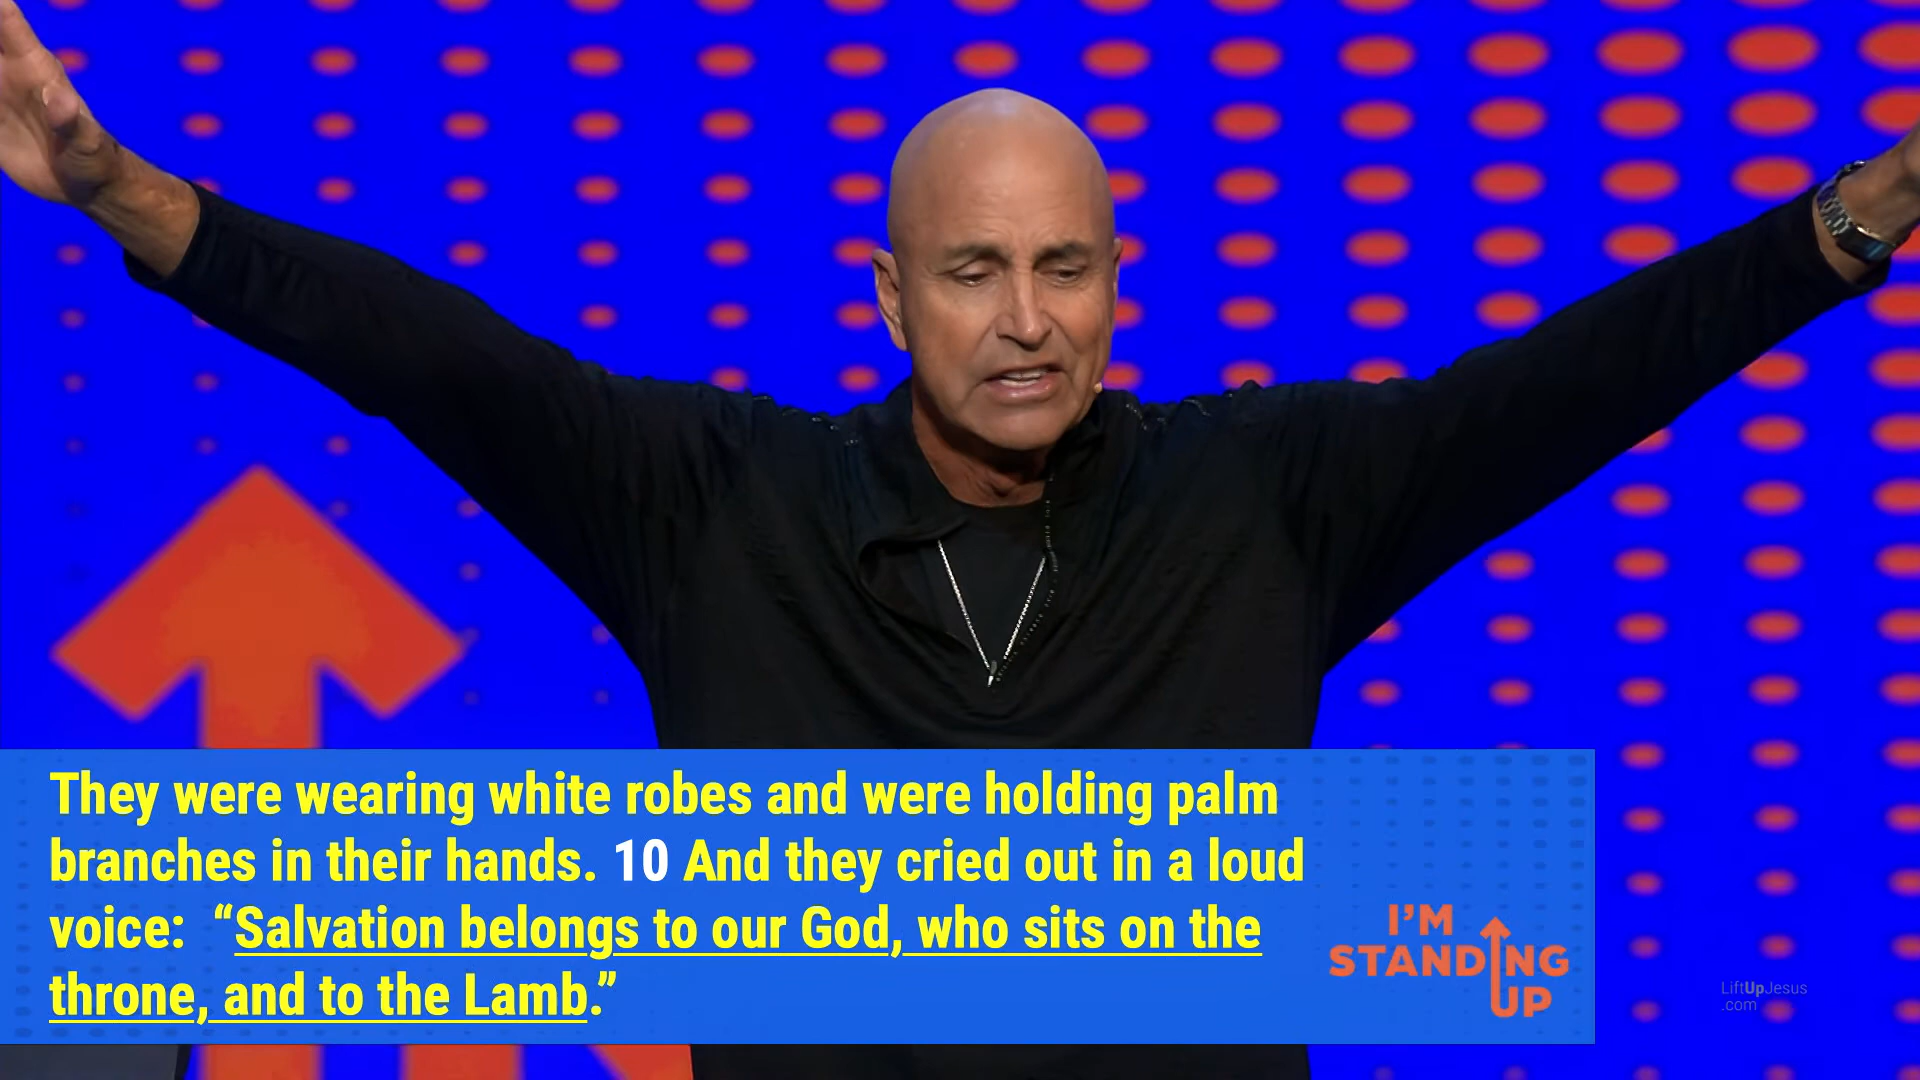 They were wearing white robes and were holding palm
branches in their hands. 10 And they cried out in a loud
voice:  “Salvation belongs to our God, who sits on the
throne, and to the Lamb.”
I’M
STANDING
UP
LiftUpJesus
.com